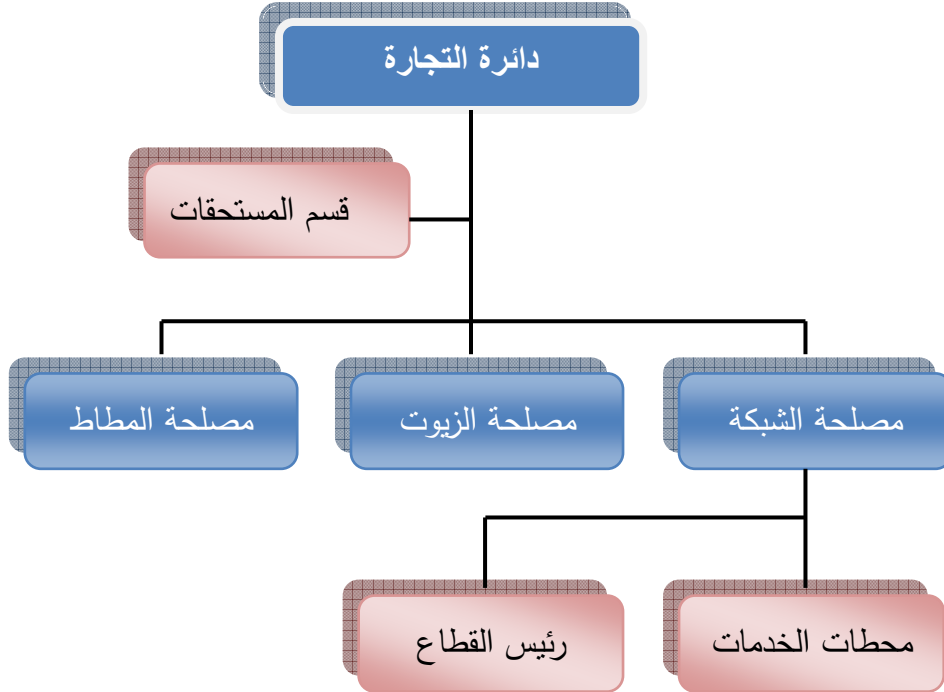 دائرة التجارة
قسم المستحقات
مصلحة الشبكة
مصلحة الزيوت
مصلحة المطاط
محطات الخدمات
رئيس القطاع